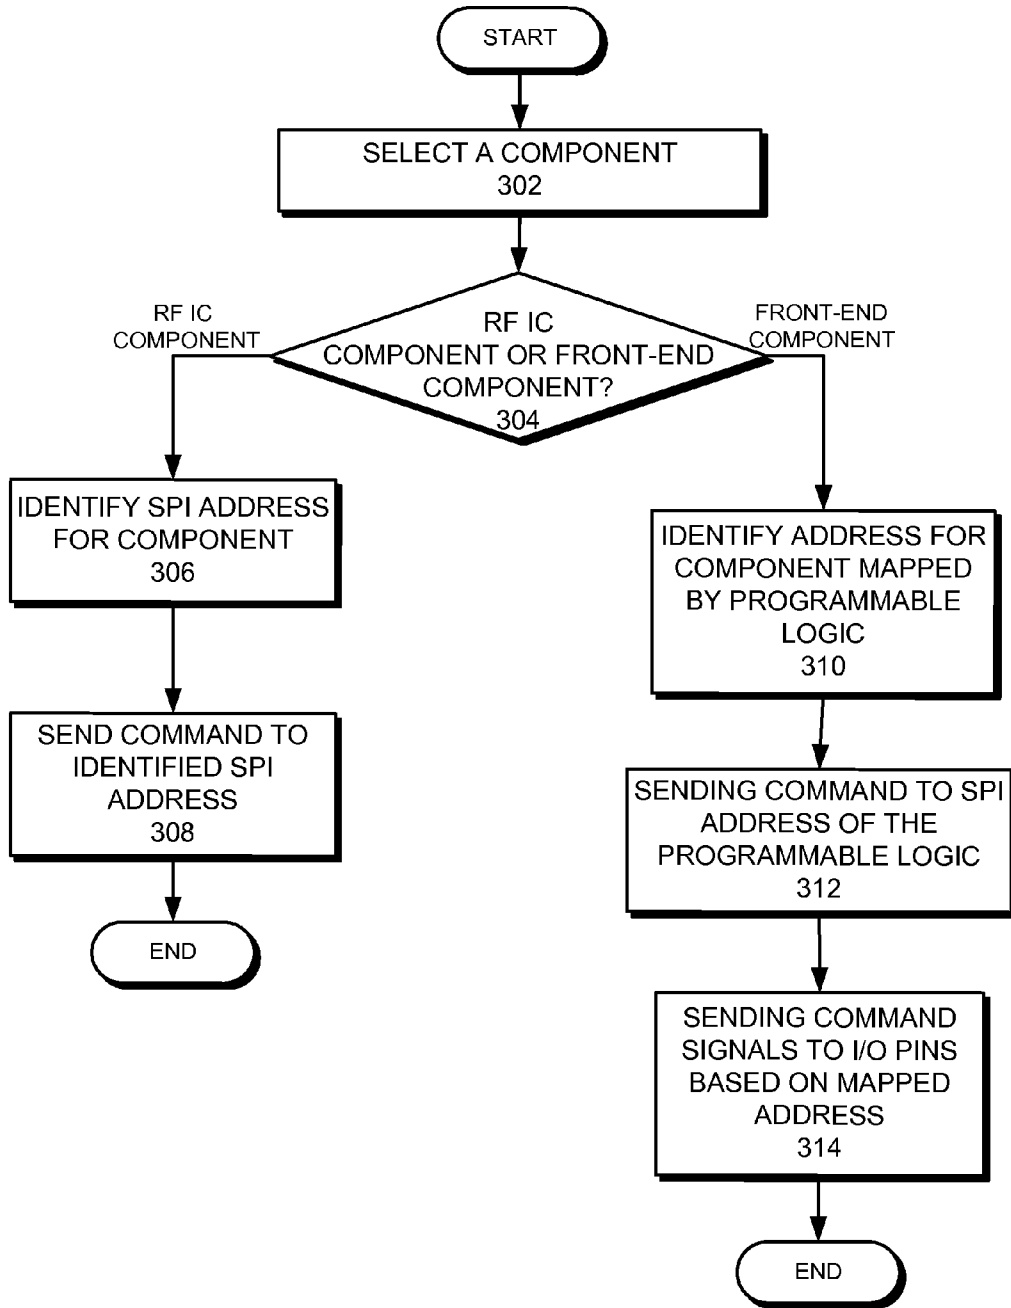 START
SELECT A COMPONENT
302
RF IC
COMPONENT
FRONT-END
COMPONENT
RF IC
COMPONENT OR FRONT-END
COMPONENT?
304
IDENTIFY SPI ADDRESS
FOR COMPONENT
306
SEND COMMAND TO
IDENTIFIED SPI
ADDRESS
308
END
IDENTIFY ADDRESS FOR
COMPONENT MAPPED
BY PROGRAMMABLE
LOGIC
310
SENDING COMMAND TO SPI
ADDRESS OF THE
PROGRAMMABLE LOGIC
312
SENDING COMMAND
SIGNALS TO I/O PINS
BASED ON MAPPED
ADDRESS
314
END